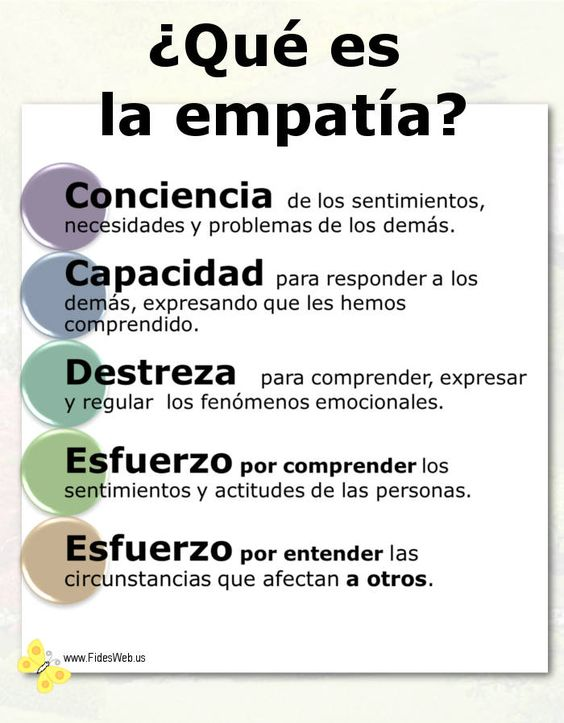 ¿Qué es
la empatía?
Conciencia de los sentimientos,
necesidades y problemas de los demás.
Capacidad para responder a los
demás, expresando que les hemos
comprendido.
Destreza para comprender, expresar
y regular los fenómenos emocionales.
Esfuerzo por comprender los
sentimientos y actitudes de las personas.
Esfuerzo por entender las
circunstancias que afectan a otros.
www.FidesWeb.us